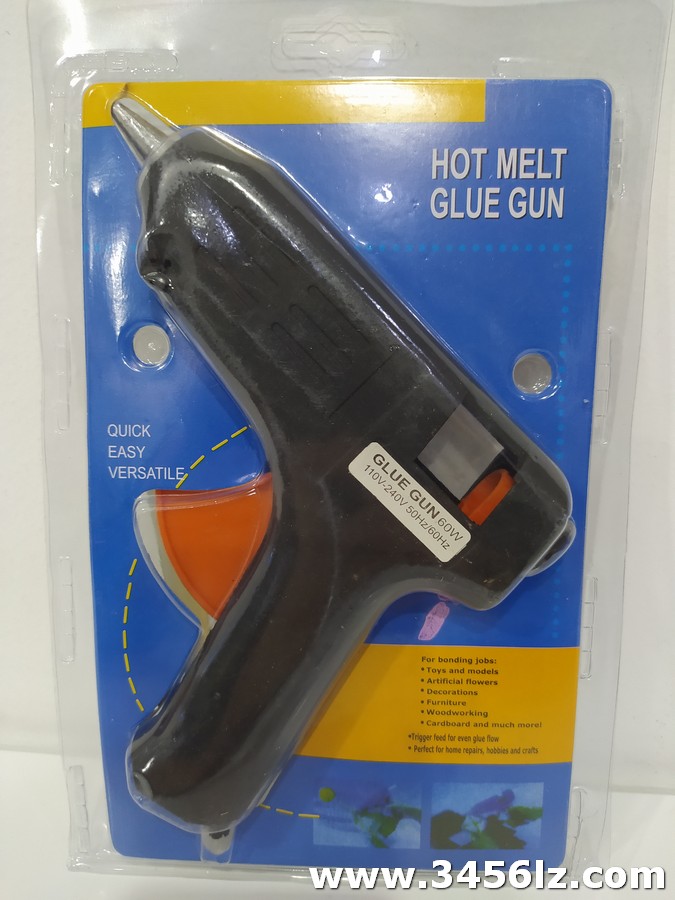 HOT MELT
GLUE GUN
QUICK
EASY
VERSATILE
GLUE GUN 60W
110V-240V 50Hz/60Hz
For bonding jobs:
• Toys and models
• Artificial flowers
• Decorations
• Furniture
• Woodworking
• Cardboard and much more!
•Trigger feed for even glue flow
• Perfect for home repairs, hobbies and crafts
www.3456lz.com